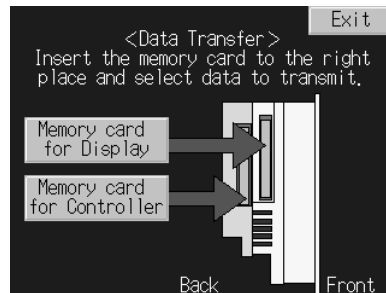 Exit
<Data Transfer>
Insert the memory card to the right
place and select data to transmit.
Memory card
for Display
Memory card
for Controller
Back
Front